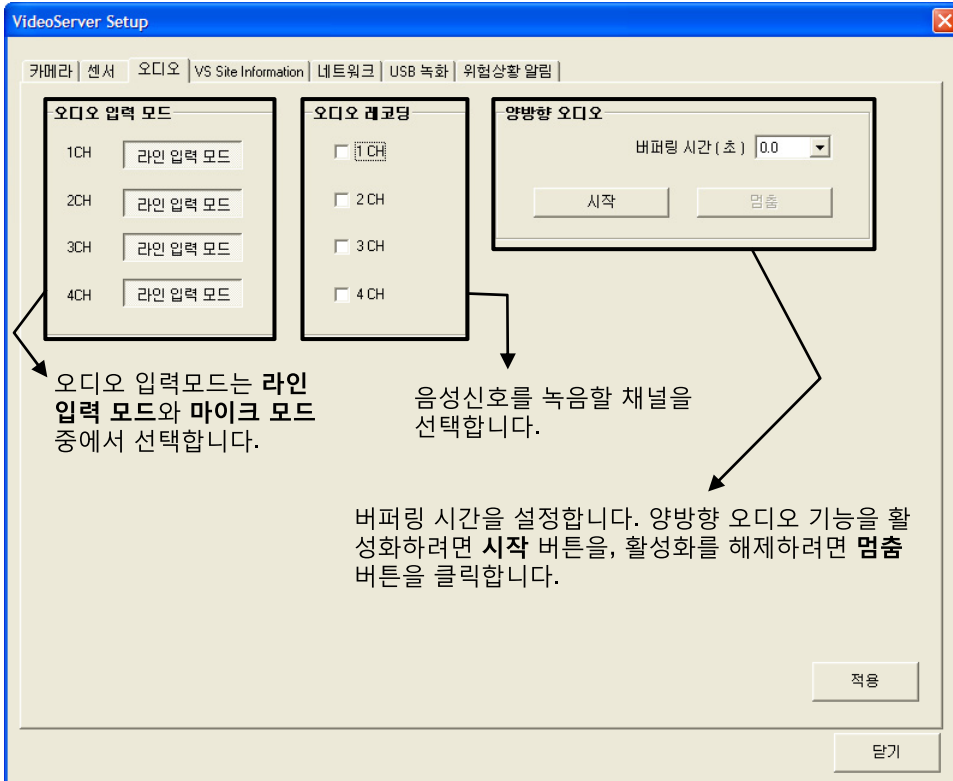 VideoServer Setup
카메라 센서 오디오 VS Site Information 네트워크 USB 녹화 위험상황 알림
오디오 입력 모드
1CH 라인 입력 모드
2CH 라인 입력 모드
3CH 라인 입력 모드
4CH 라인 입력 모드
오디오 레코딩
1 CH
2 CH
3 CH
4 CH
양방향 오디오
버퍼링 시간 ( 초 ) 0.0
시작 멈춤
오디오 입력모드는 라인
입력 모드와 마이크 모드
중에서 선택합니다.
음성신호를 녹음할 채널을
선택합니다.
버퍼링 시간을 설정합니다. 양방향 오디오 기능을 활
성화하려면 시작 버튼을, 활성화를 해제하려면 멈춤
버튼을 클릭합니다.
적용
닫기